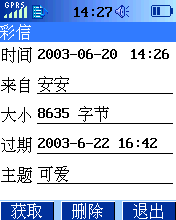 GPRS 14:27
彩信
时间 2003-06-20 14:26
来自 安安
大小 8635 字节
过期 2003-6-22 16:42
主题 可爱
获取 删除 退出